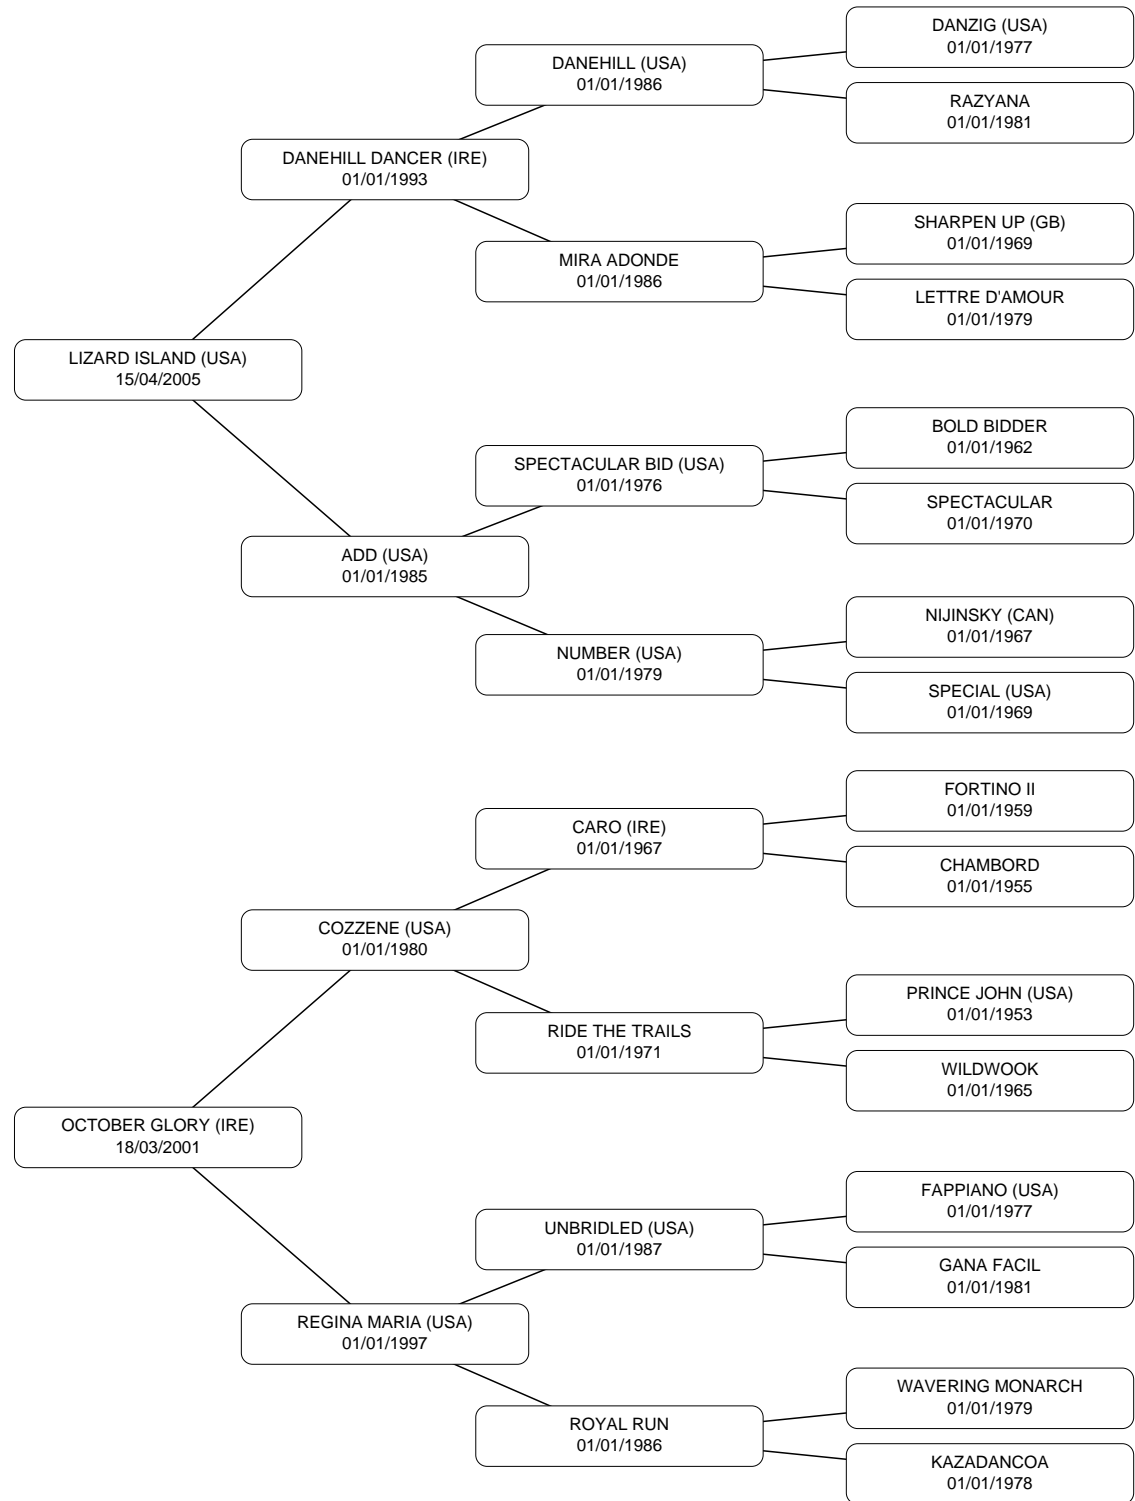 DANZIG (USA)
01/01/1977
DANEHILL (USA)
01/01/1986
RAZYANA
01/01/1981
DANEHILL DANCER (IRE)
01/01/1993
SHARPEN UP (GB)
01/01/1969
MIRA ADONDE
01/01/1986
LETTRE D'AMOUR
01/01/1979
LIZARD ISLAND (USA)
15/04/2005
BOLD BIDDER
01/01/1962
SPECTACULAR BID (USA)
01/01/1976
SPECTACULAR
01/01/1970
ADD (USA)
01/01/1985
NIJINSKY (CAN)
01/01/1967
NUMBER (USA)
01/01/1979
SPECIAL (USA)
01/01/1969
FORTINO II
01/01/1959
CARO (IRE)
01/01/1967
CHAMBORD
01/01/1955
COZZENE (USA)
01/01/1980
PRINCE JOHN (USA)
01/01/1953
RIDE THE TRAILS
01/01/1971
WILDWOOK
01/01/1965
OCTOBER GLORY (IRE)
18/03/2001
FAPPIANO (USA)
01/01/1977
UNBRIDLED (USA)
01/01/1987
GANA FACIL
01/01/1981
REGINA MARIA (USA)
01/01/1997
WAVERING MONARCH
01/01/1979
ROYAL RUN
01/01/1986
KAZADANCOA
01/01/1978